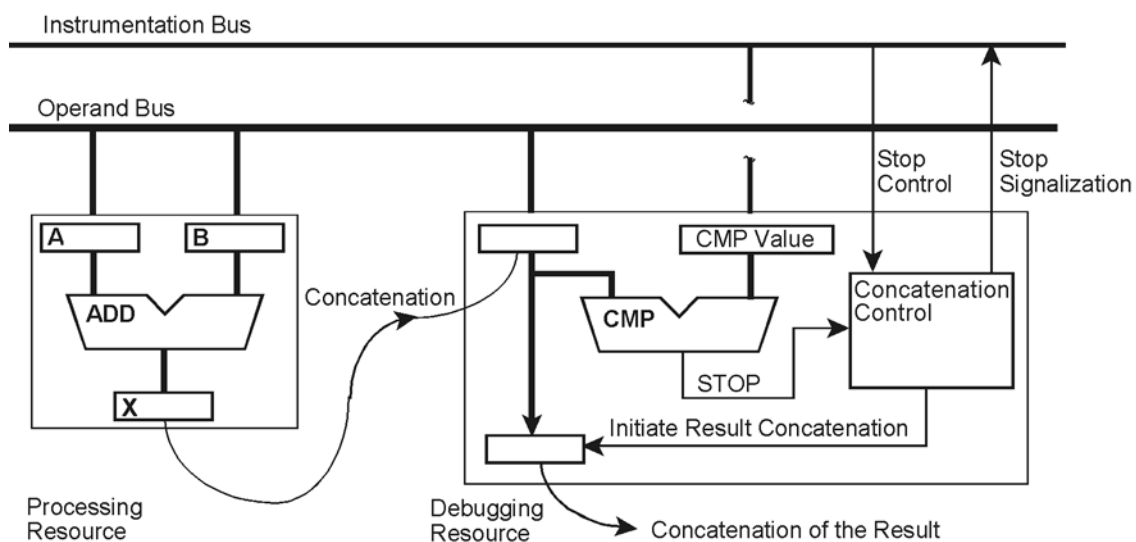 Instrumentation Bus
Operand Bus
Stop
Control
Stop
Signalization
A
B
CMP Value
Concatenation
ADD
CMP
Concatenation
Control
X
STOP
Initiate Result Concatenation
Processing
Resource
Debugging
Resource
Concatenation of the Result